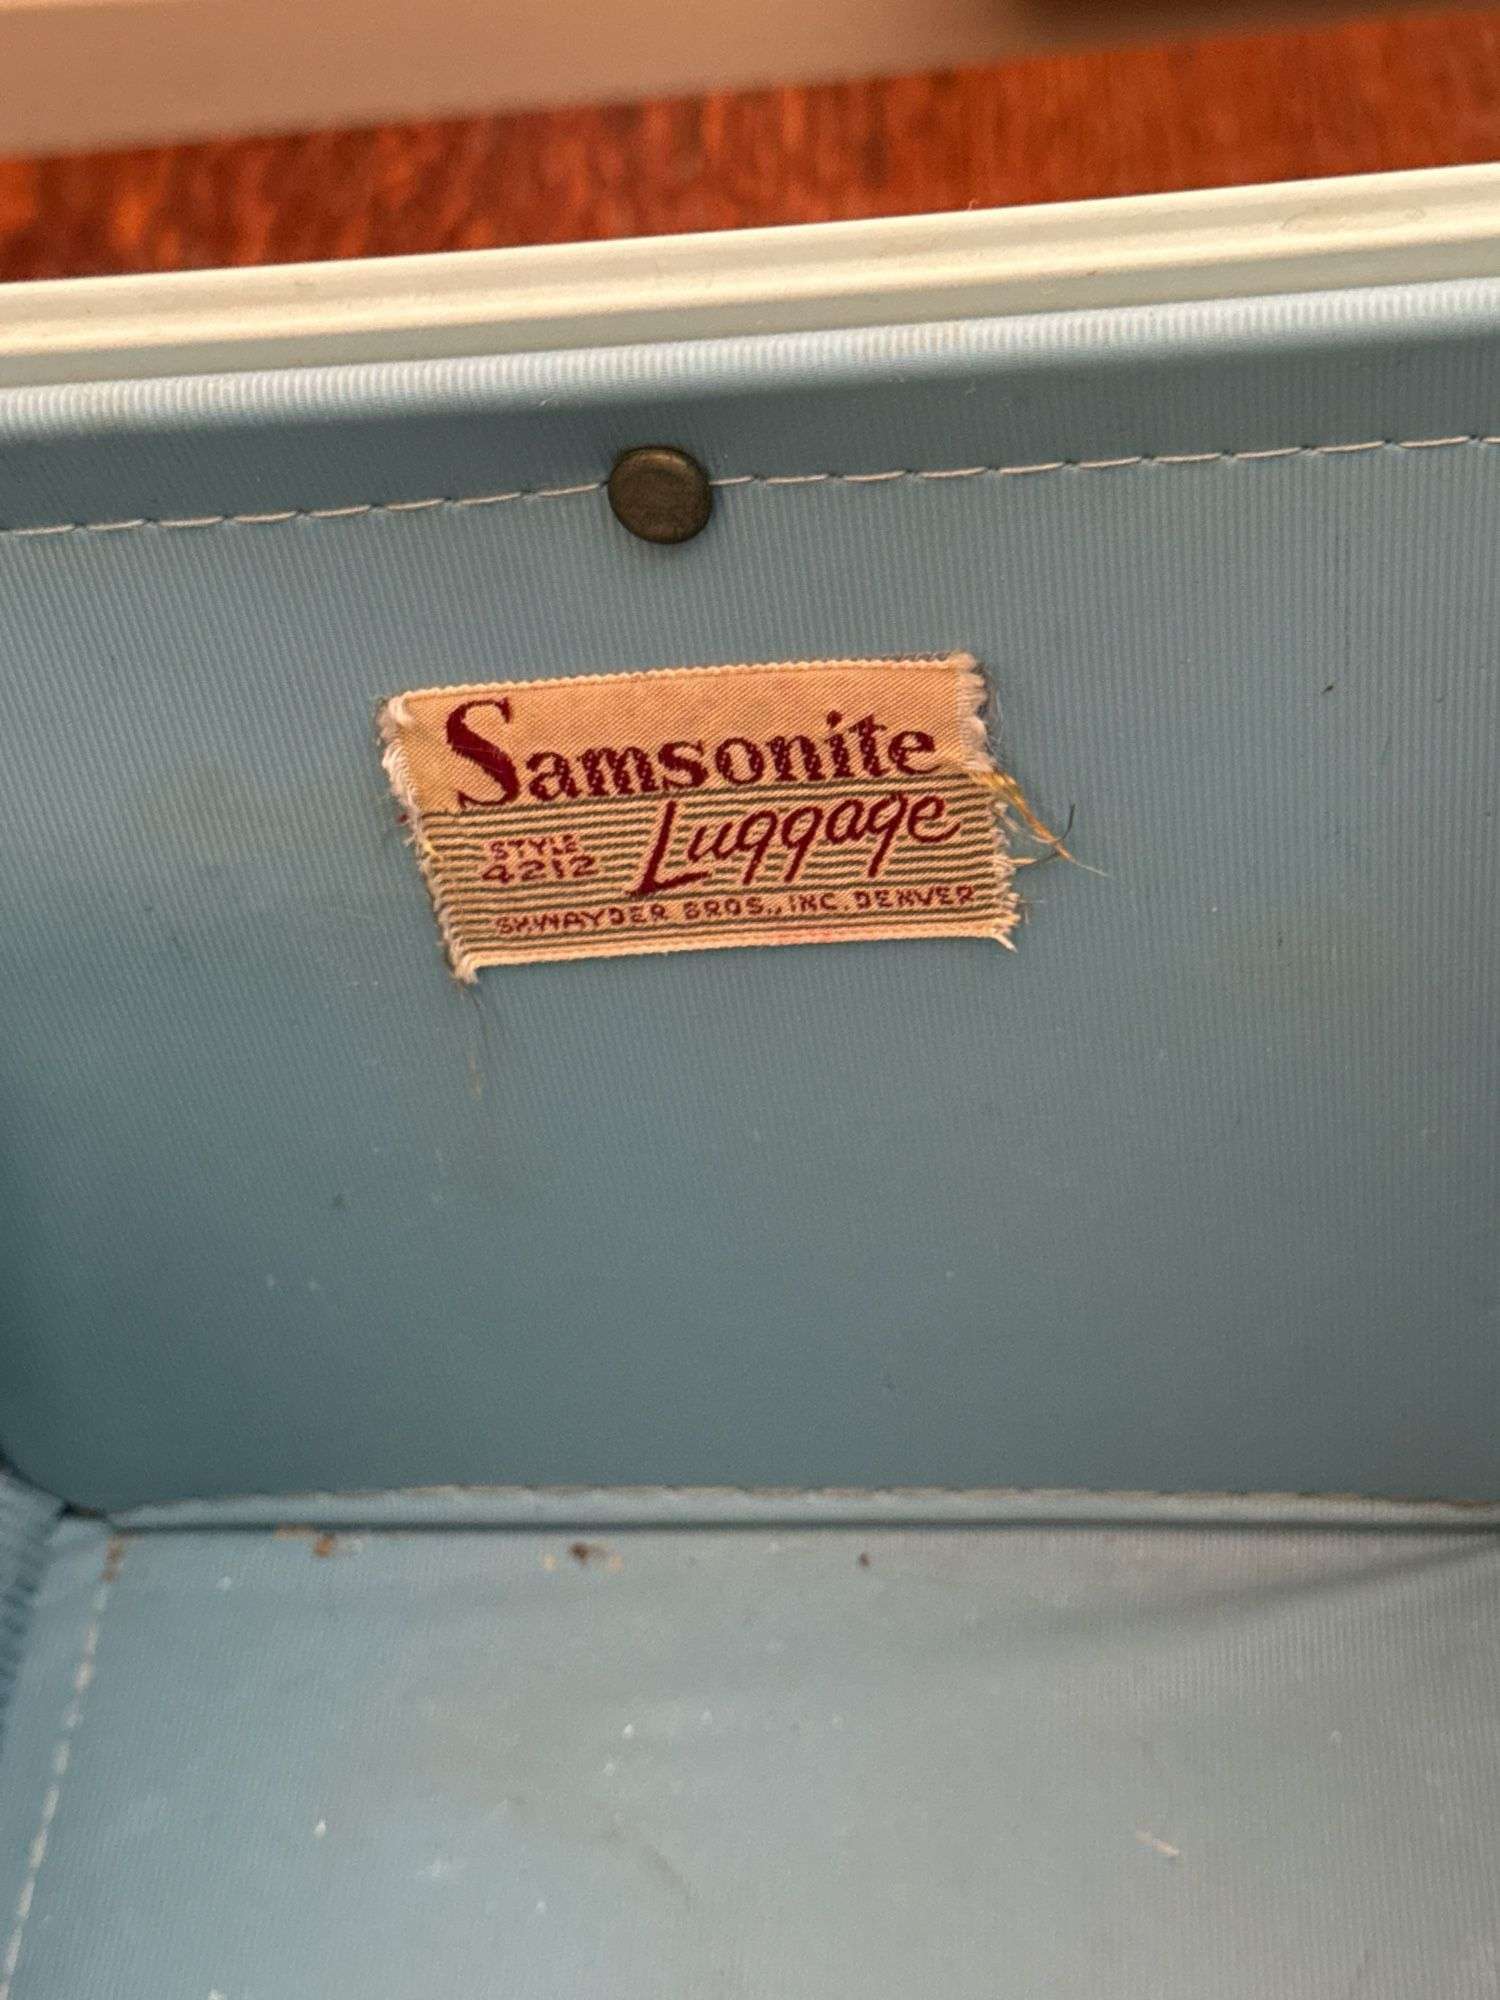 Samsonite
Luggage
STYLE
4212
SHWAYDER BROS., INC. DENVER